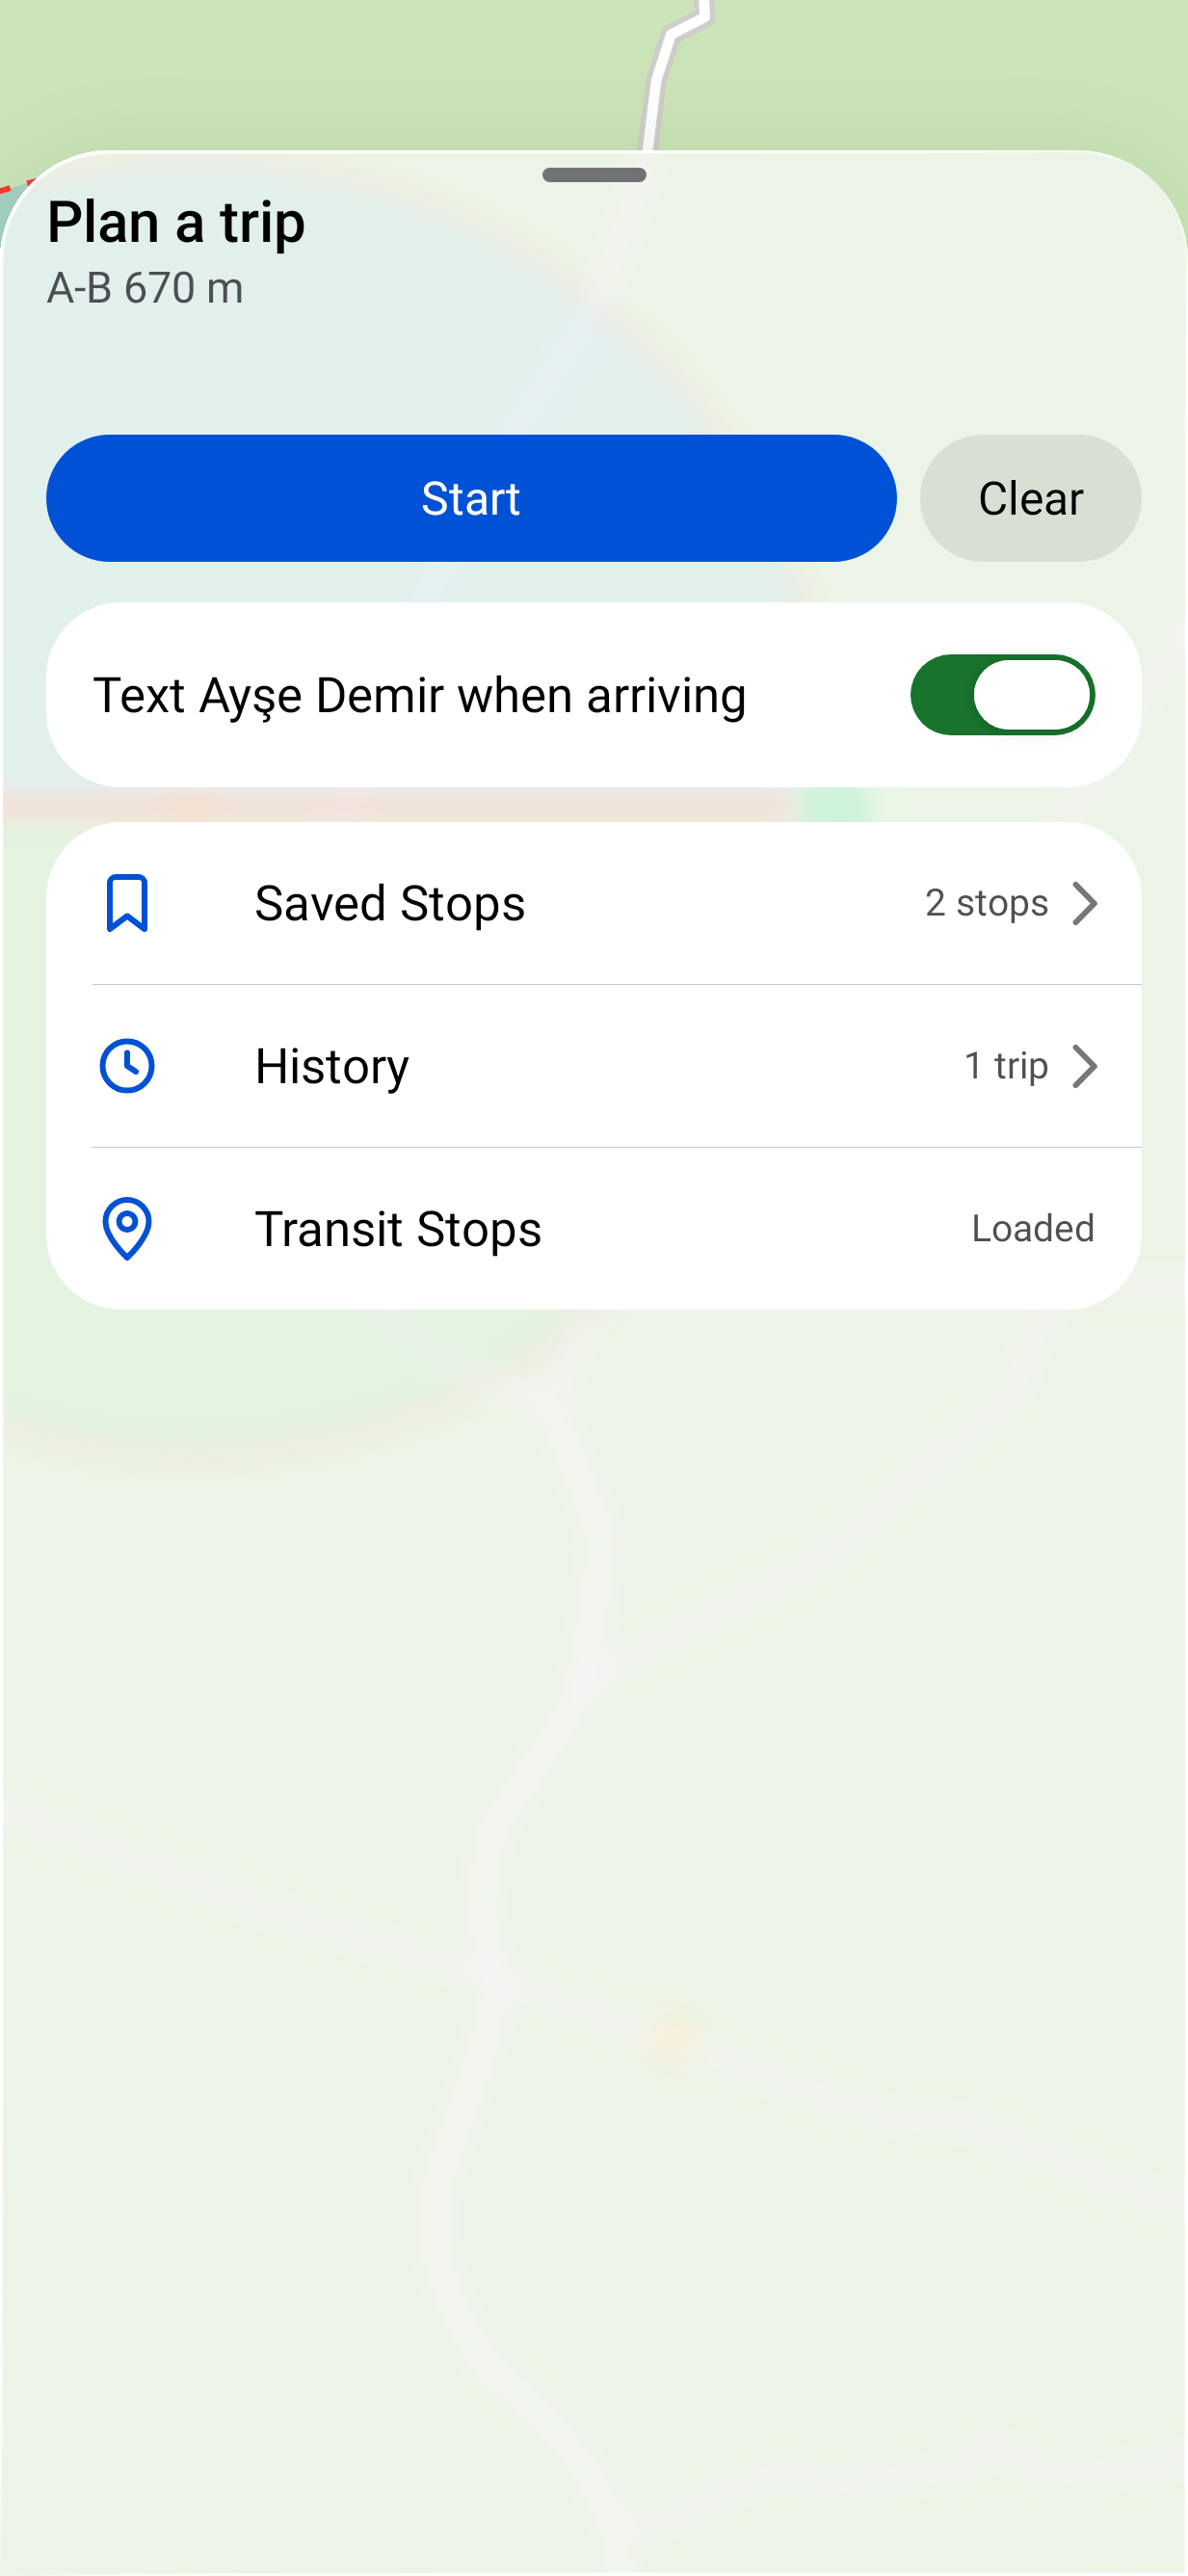 Plan a trip
A-B 670 m
Start
Clear
Text Ayşe Demir when arriving
Saved Stops
2 stops
History
1 trip
Transit Stops
Loaded